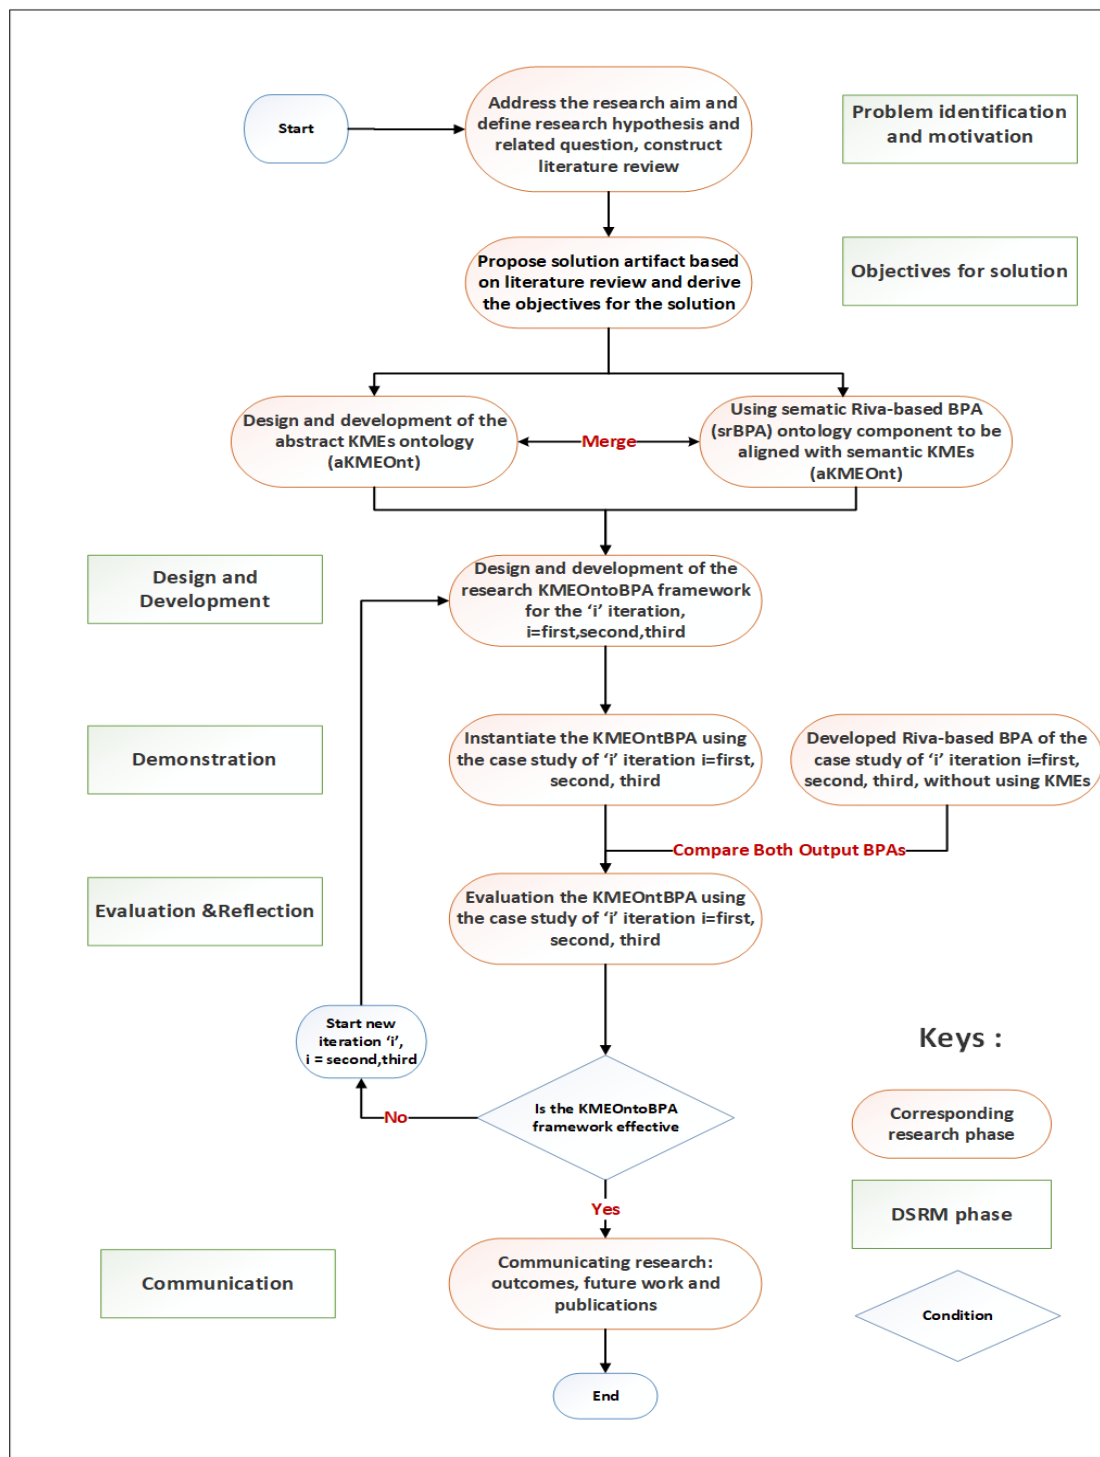 Start
Address the research aim and
define research hypothesis and
related question, construct
literature review
Problem identification
and motivation
Propose solution artifact based
on literature review and derive
the objectives for the solution
Objectives for solution
Design and development of the
abstract KMEs ontology
(aKMEOnt)
Merge
Using sematic Riva-based BPA
(srBPA) ontology component to be
aligned with semantic KMEs
(aKMEOnt)
Design and
Development
Design and development of the
research KMEOntoBPA framework
for the ‘i’ iteration,
i=first,second,third
Demonstration
Instantiate the KMEOntBPA using
the case study of ‘i’ iteration i=first,
second, third
Developed Riva-based BPA of the
case study of ‘i’ iteration i=first,
second, third, without using KMEs
Compare Both Output BPAs
Evaluation &Reflection
Evaluation the KMEOntBPA using
the case study of ‘i’ iteration i=first,
second, third
Start new
iteration ‘i’,
i = second,third
Keys :
No
Is the KMEOntoBPA
framework effective
Corresponding
research phase
Yes
DSRM phase
Communication
Communicating research:
outcomes, future work and
publications
Condition
End